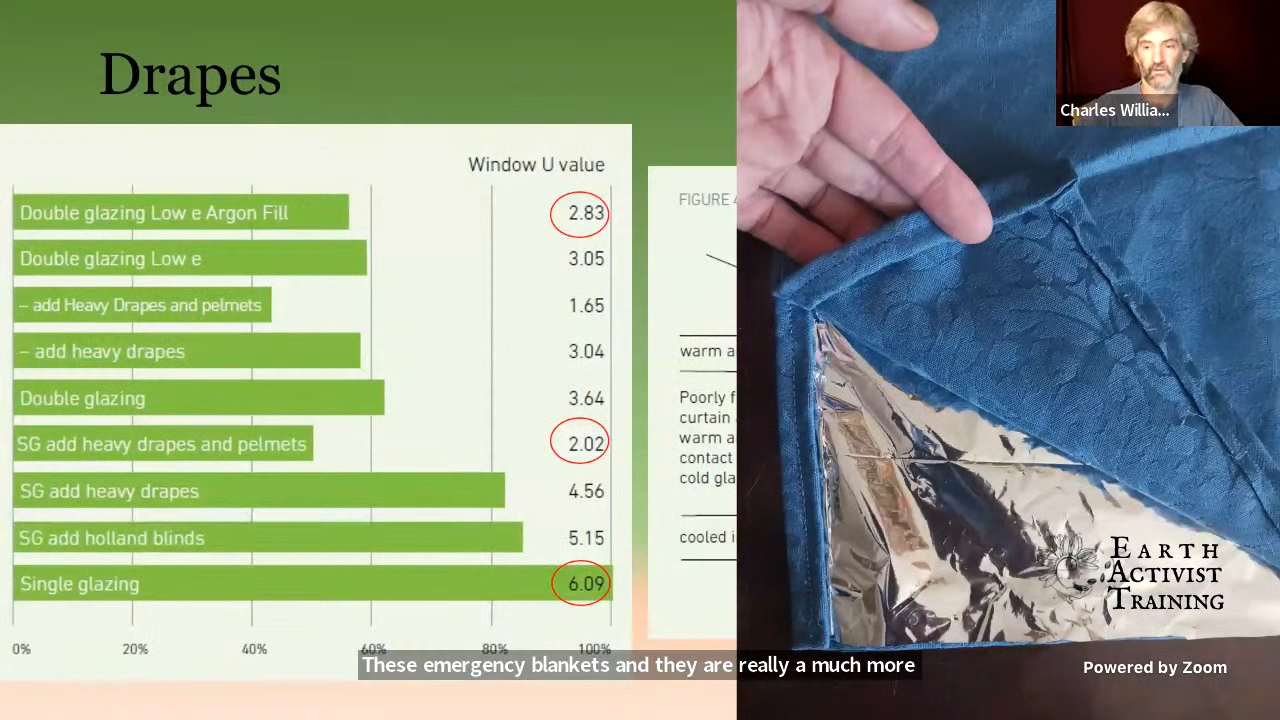 Drapes
Window U value
Double glazing Low e Argon Fill 2.83
Double glazing Low e 3.05
– add Heavy Drapes and pelmets 1.65
– add heavy drapes 3.04
Double glazing 3.64
SG add heavy drapes and pelmets 2.02
SG add heavy drapes 4.56
SG add holland blinds 5.15
Single glazing 6.09
0% 20% 40% 60% 80% 100%
FIGURE
warm a
Poorly f
curtain
warm a
contact
cold gla
cooled i
Charles Willia...
EARTH
ACTIVIST
TRAINING
These emergency blankets and they are really a much more
Powered by Zoom